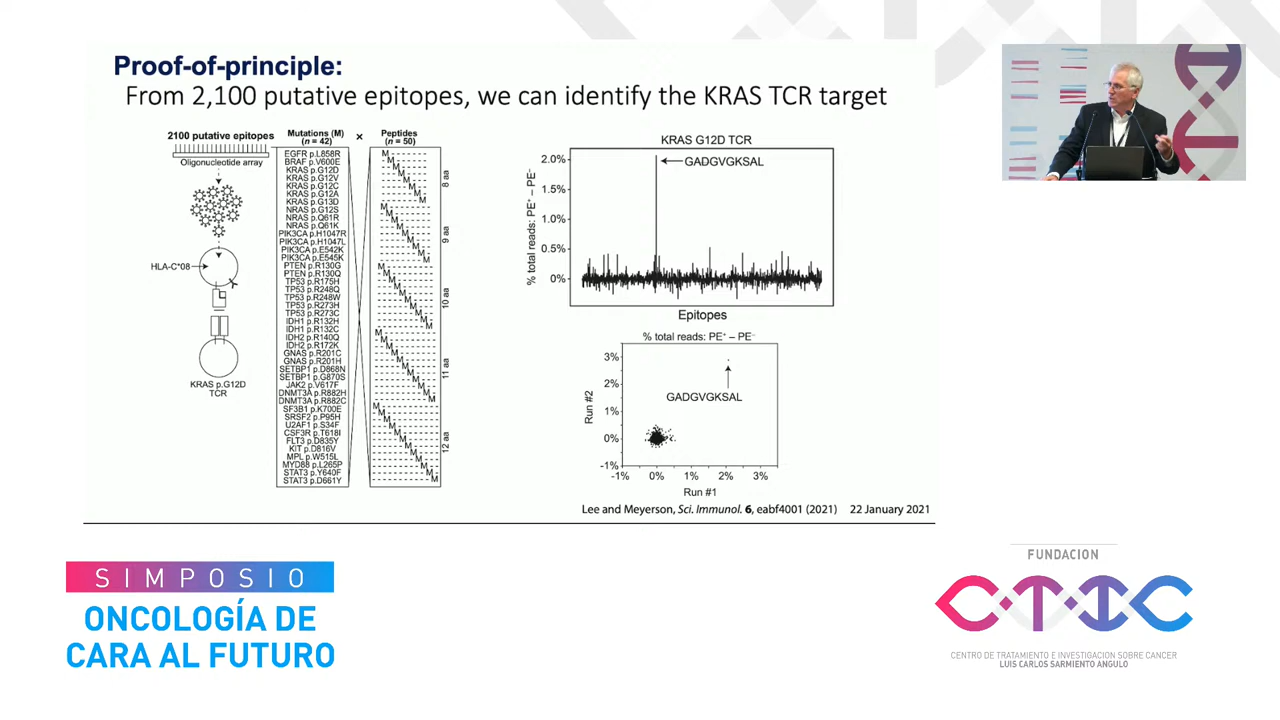 Proof-of-principle:
From 2,100 putative epitopes, we can identify the KRAS TCR target
2100 putative epitopes
Oligonucleotide array
HLA-C*08
KRAS p.G12D
TCR
Mutations (M)
(n = 42)
×
Peptides
(n = 50)
EGFR p.L858R
BRAF p.V600E
KRAS p.G12D
KRAS p.G12V
KRAS p.G12C
KRAS p.G12A
KRAS p.G13D
NRAS p.G12S
NRAS p.Q61R
NRAS p.Q61K
PIK3CA p.H1047R
PIK3CA p.H1047L
PIK3CA p.E542K
PIK3CA p.E545K
PTEN p.R130G
PTEN p.R130Q
TP53 p.R175H
TP53 p.R248Q
TP53 p.R248W
TP53 p.R273H
TP53 p.R273C
IDH1 p.R132H
IDH1 p.R132C
IDH2 p.R140Q
IDH2 p.R172K
GNAS p.R201C
GNAS p.R201H
SETBP1 p.D868N
SETBP1 p.G870S
JAK2 p.V617F
DNMT3A p.R882H
DNMT3A p.R882C
SF3B1 p.K700E
SRSF2 p.P95H
U2AF1 p.S34F
CSF3R p.T618I
FLT3 p.D835Y
KIT p.D816V
MPL p.W515L
MYD88 p.L265P
STAT3 p.Y640F
STAT3 p.D661Y
8 aa
9 aa
10 aa
11 aa
12 aa
KRAS G12D TCR
% total reads: PE+ – PE–
2.0%
1.5%
1.0%
0.5%
0%
GADGVGKSAL
Epitopes
% total reads: PE+ – PE–
Run #2
3%
2%
1%
0%
-1%
GADGVGKSAL
-1% 0% 1% 2% 3%
Run #1
Lee and Meyerson, Sci. Immunol. 6, eabf4001 (2021) 22 January 2021
SIMPOSIO
ONCOLOGÍA DE
CARA AL FUTURO
FUNDACION
CTIC
CENTRO DE TRATAMIENTO E INVESTIGACION SOBRE CANCER
LUIS CARLOS SARMIENTO ANGULO